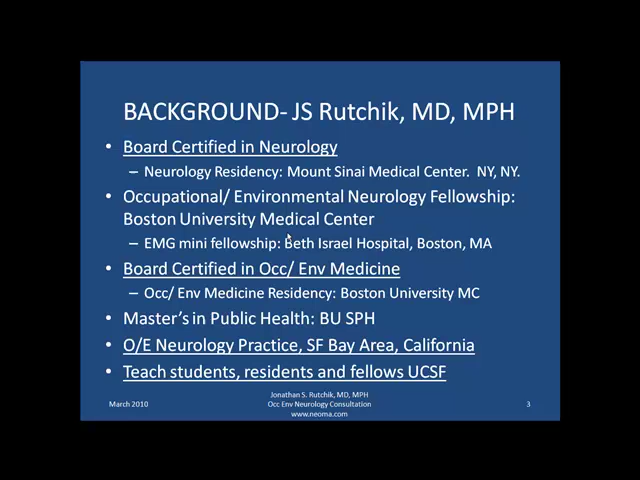 BACKGROUND- JS Rutchik, MD, MPH
• Board Certified in Neurology
– Neurology Residency: Mount Sinai Medical Center. NY, NY.
• Occupational/ Environmental Neurology Fellowship:
Boston University Medical Center
– EMG mini fellowship: Beth Israel Hospital, Boston, MA
• Board Certified in Occ/ Env Medicine
– Occ/ Env Medicine Residency: Boston University MC
• Master's in Public Health: BU SPH
• O/E Neurology Practice, SF Bay Area, California
• Teach students, residents and fellows UCSF
March 2010
Jonathan S. Rutchik, MD, MPH
Occ Env Neurology Consultation
www.neoma.com
3